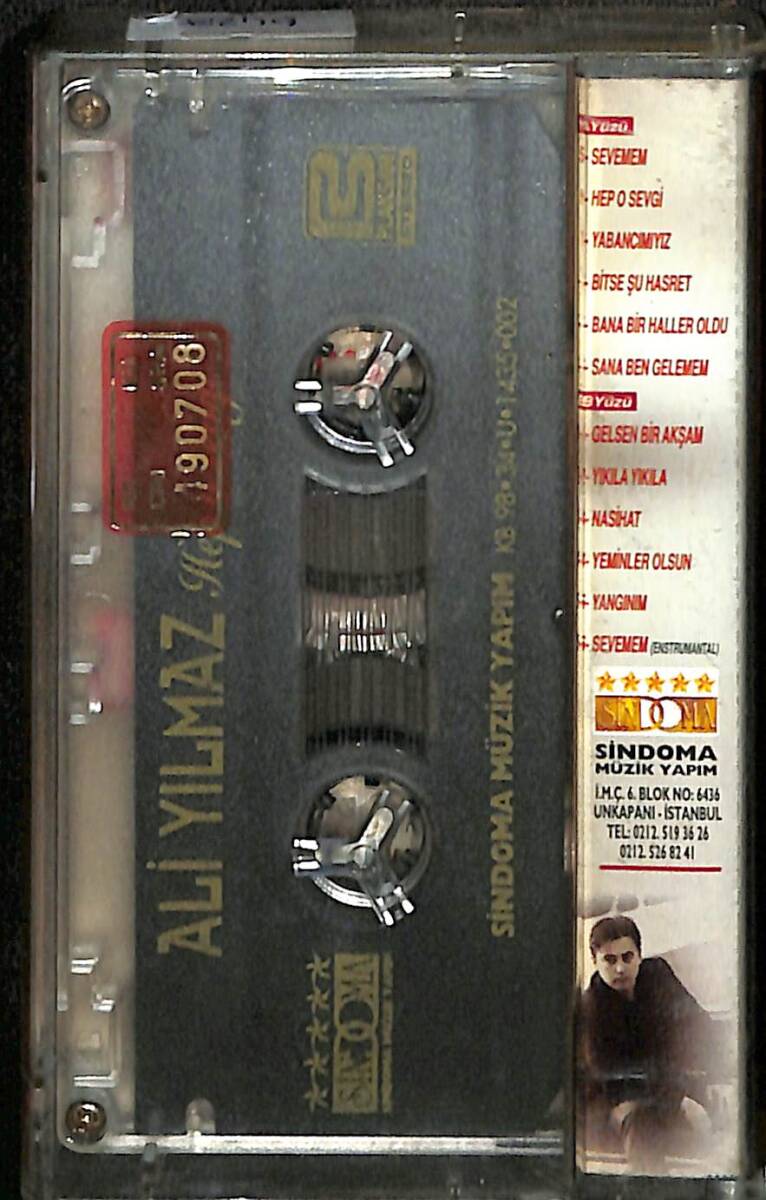 ALİ YILMAZ
190708
SİNDOMA MÜZİK YAPIM KB 98•34•U•1435•002
SİNDOMA
A Yüzü
SEVEMEM
HEP O SEVGİ
YABANCIMIYIZ
BİTSE ŞU HASRET
BANA BİR HALLER OLDU
SANA BEN GELEMEM
B Yüzü
GELSEN BİR AKŞAM
YIKILA YIKILA
NASİHAT
YEMİNLER OLSUN
YANGINIM
SEVEMEM (ENSTRUMANTAL)
SİNDOMA
SİNDOMA
MÜZİK YAPIM
İ.M.Ç. 6. BLOK NO: 6436
UNKAPANI - İSTANBUL
TEL: 0212. 519 36 26
0212. 526 82 41